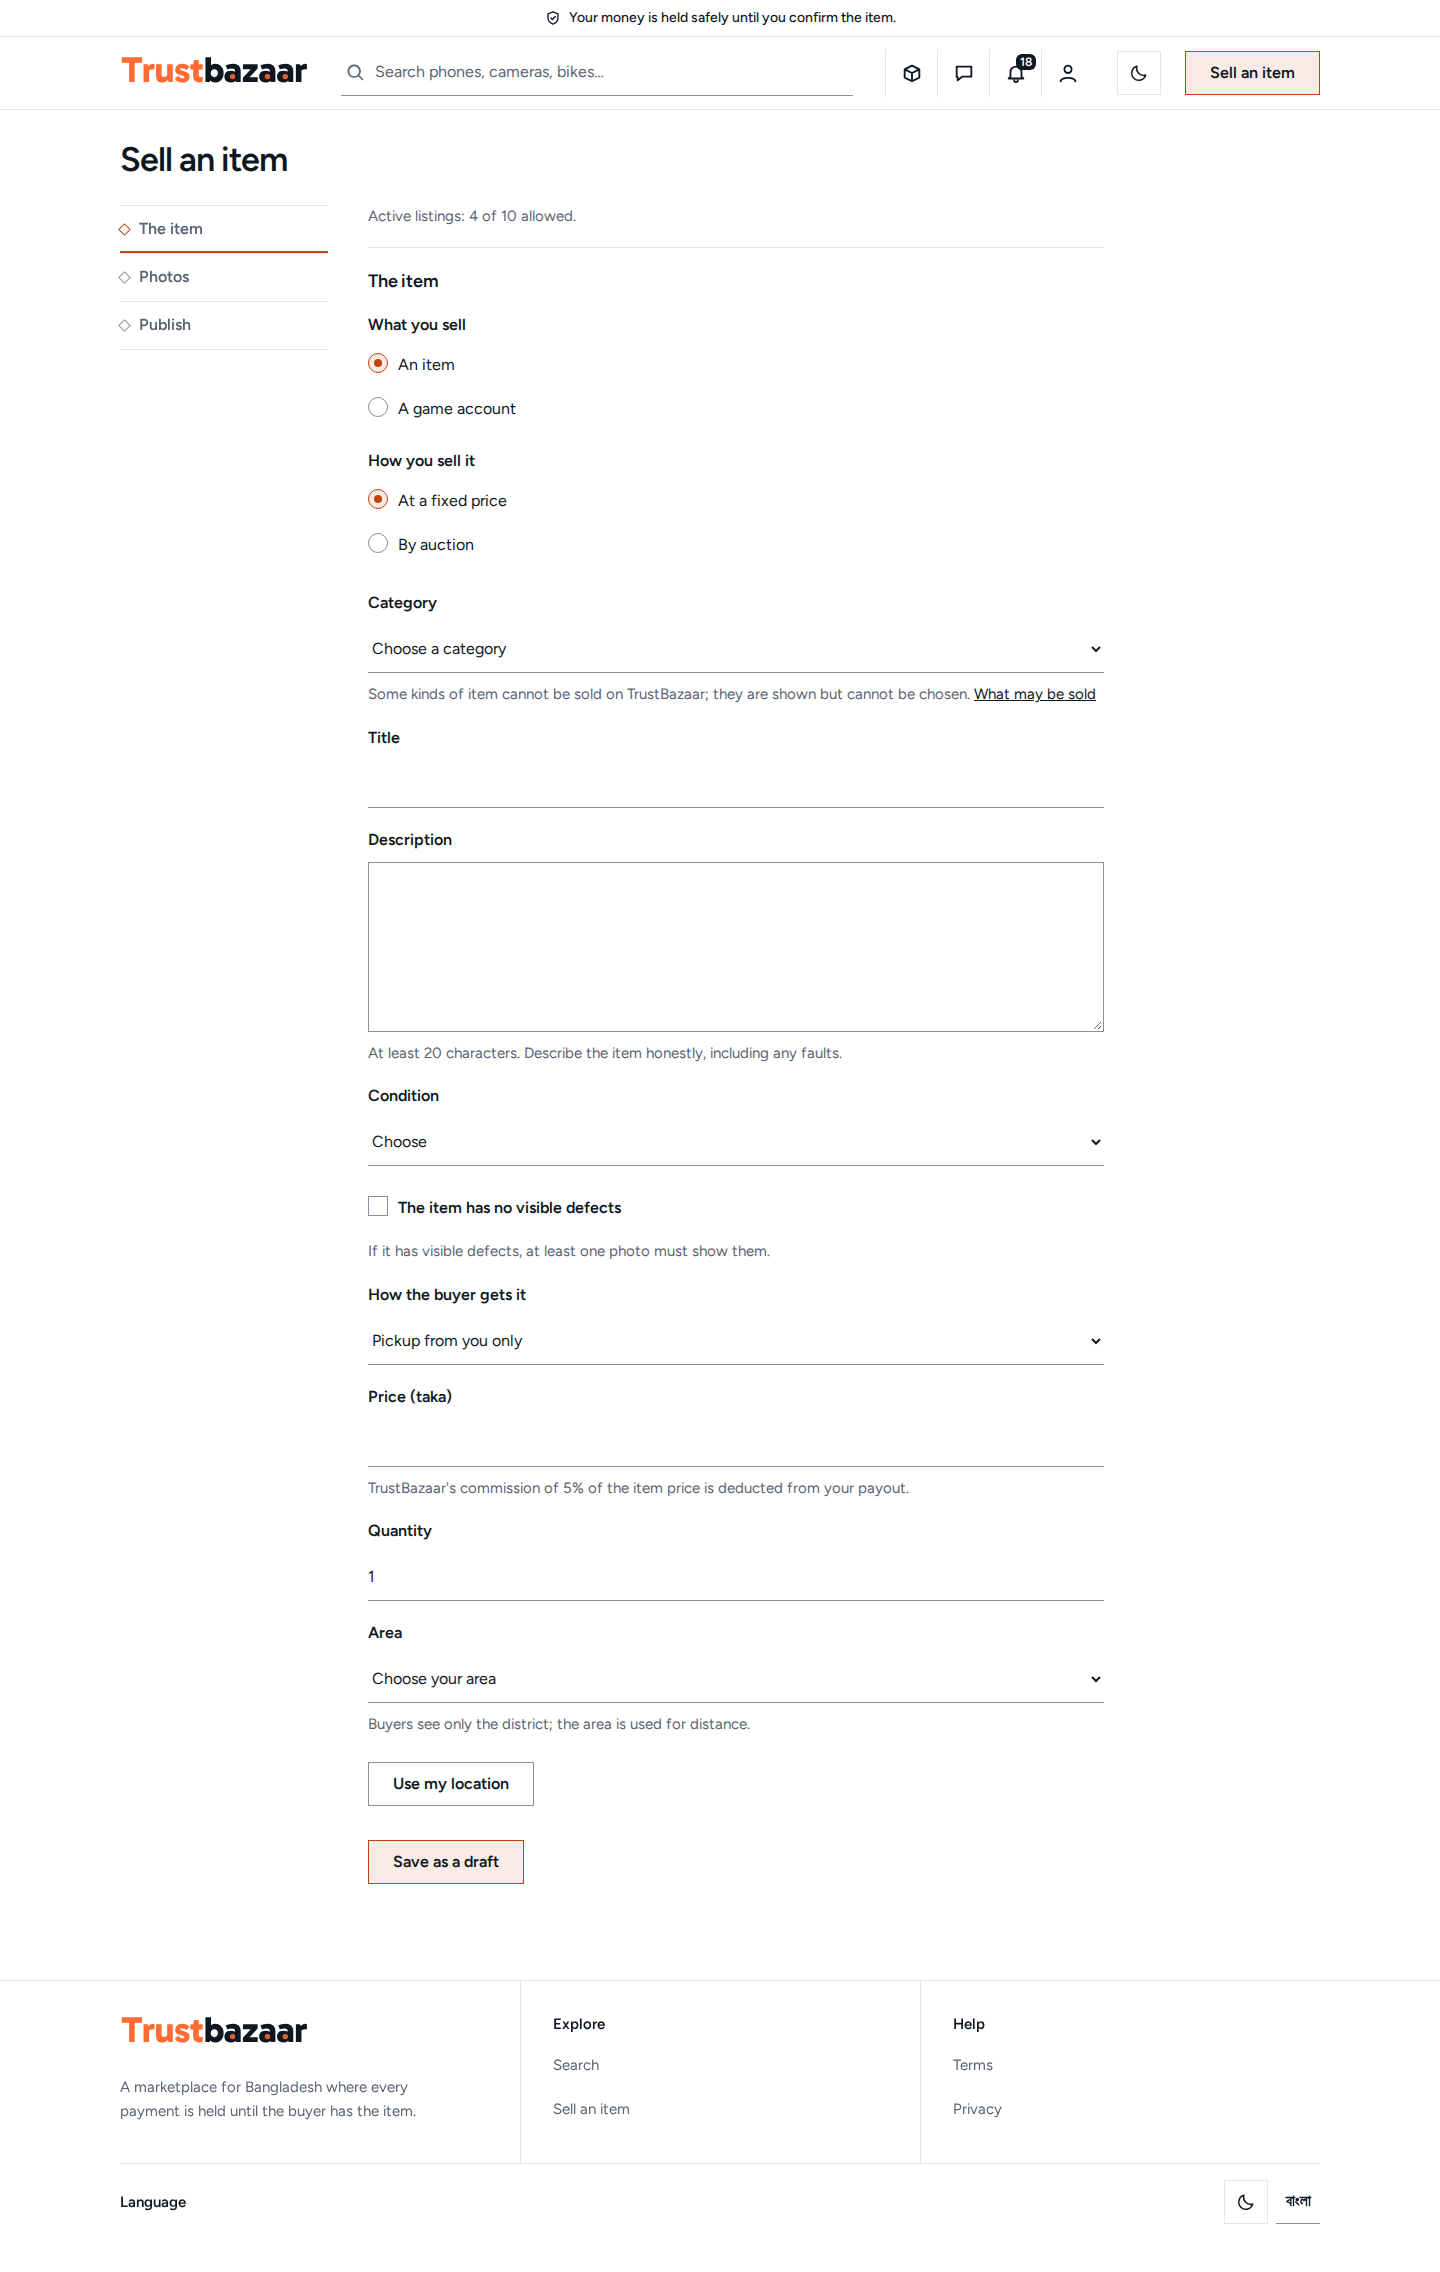 Your money is held safely until you confirm the item.
Trustbazaar
Search phones, cameras, bikes...
18
Sell an item
Sell an item
The item
Photos
Publish
Active listings: 4 of 10 allowed.
The item
What you sell
An item
A game account
How you sell it
At a fixed price
By auction
Category
Choose a category
Some kinds of item cannot be sold on TrustBazaar; they are shown but cannot be chosen. What may be sold
Title
Description
At least 20 characters. Describe the item honestly, including any faults.
Condition
Choose
The item has no visible defects
If it has visible defects, at least one photo must show them.
How the buyer gets it
Pickup from you only
Price (taka)
TrustBazaar's commission of 5% of the item price is deducted from your payout.
Quantity
1
Area
Choose your area
Buyers see only the district; the area is used for distance.
Use my location
Save as a draft
Trustbazaar
A marketplace for Bangladesh where every
payment is held until the buyer has the item.
Explore
Search
Sell an item
Help
Terms
Privacy
Language
বাংলা